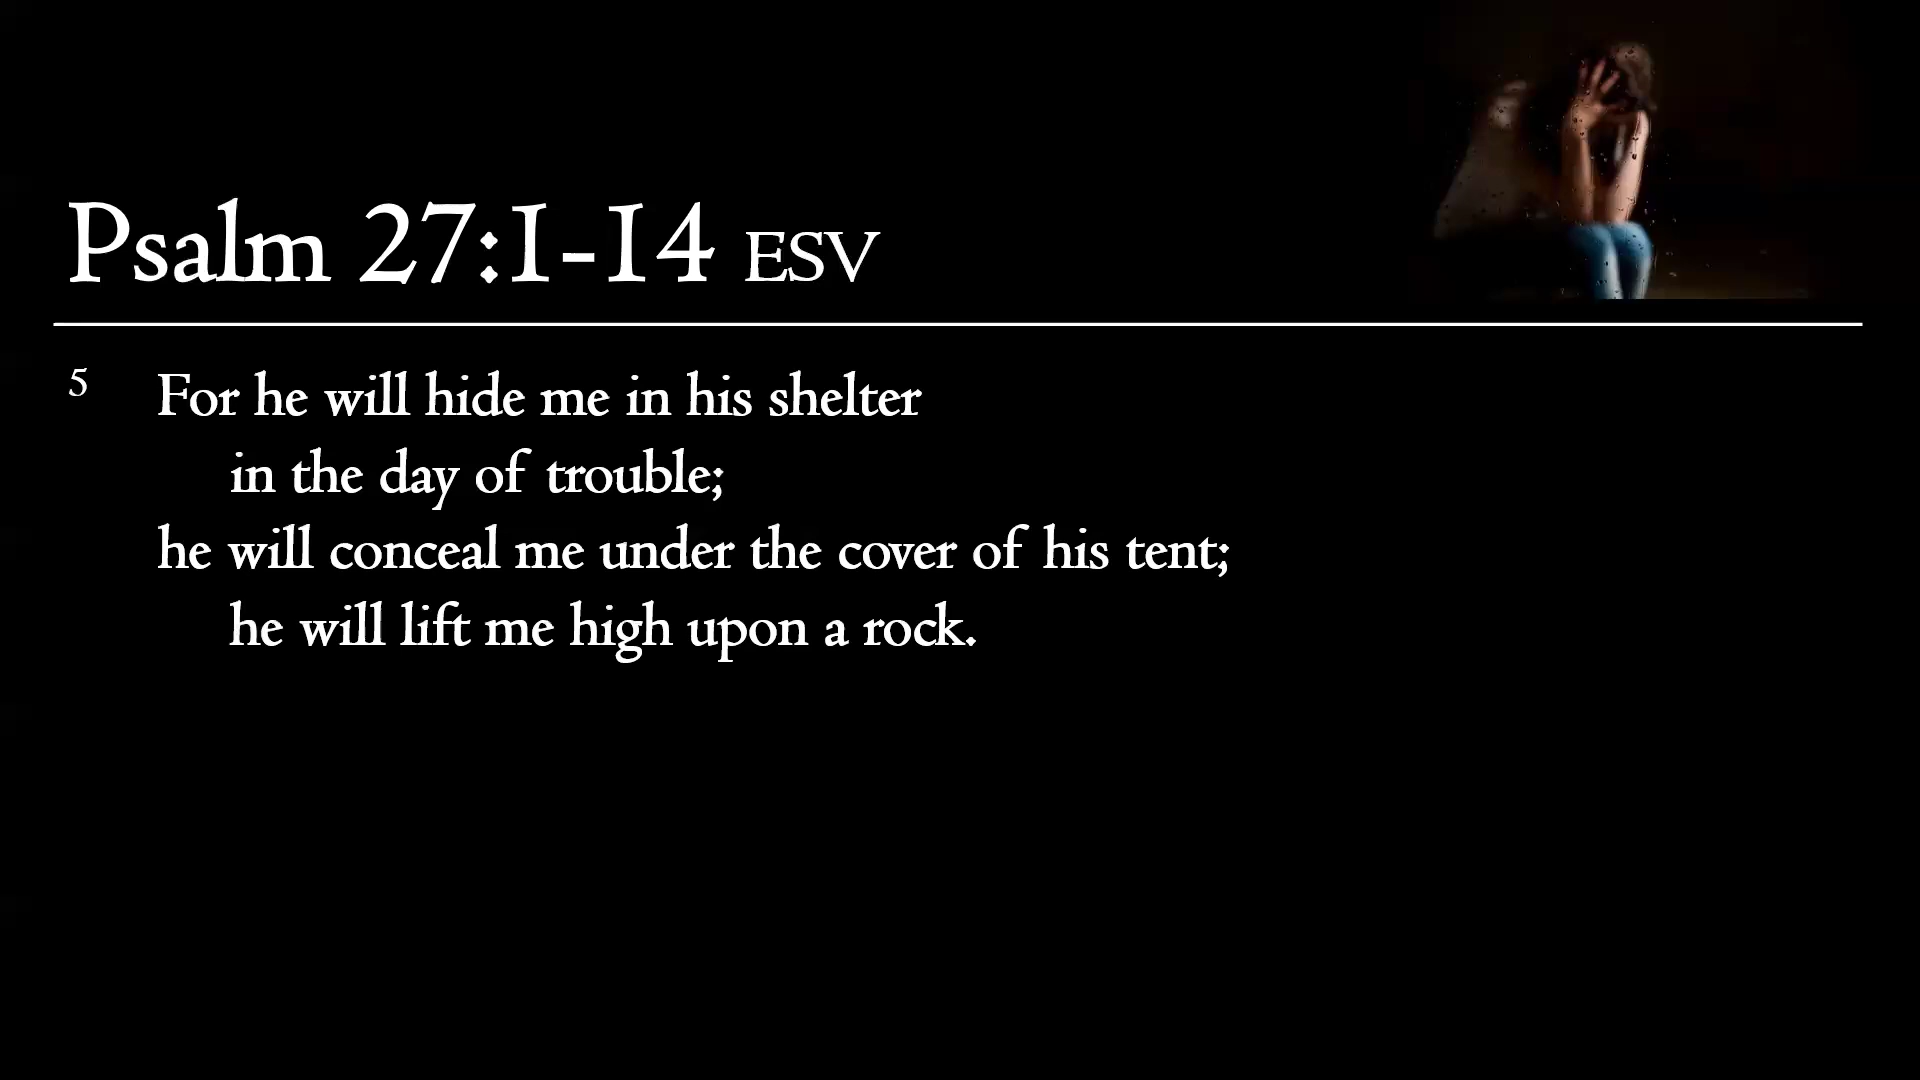 Psalm 27:1-14 ESV
5 For he will hide me in his shelter
in the day of trouble;
he will conceal me under the cover of his tent;
he will lift me high upon a rock.